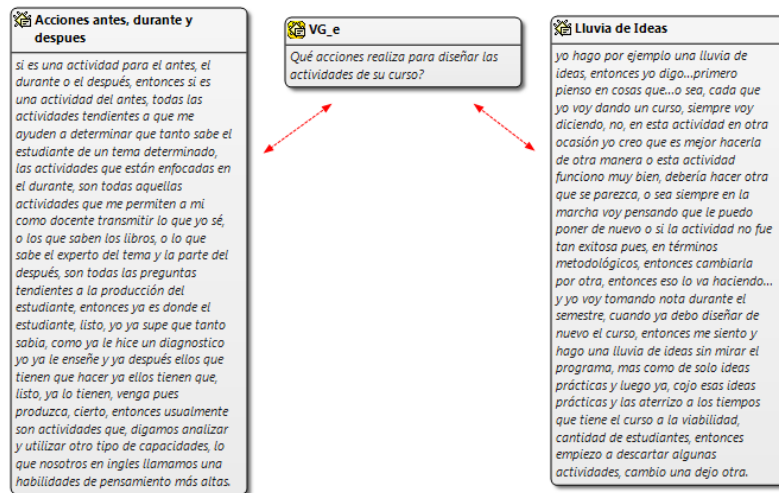 Acciones antes, durante y
despues
si es una actividad para el antes, el
durante o el después, entonces si es
una actividad del antes, todas las
actividades tendientes a que me
ayuden a determinar que tanto sabe el
estudiante de un tema determinado,
las actividades que están enfocadas en
el durante, son todas aquellas
actividades que me permiten a mi
como docente transmitir lo que yo sé,
o los que saben los libros, o lo que
sabe el experto del tema y la parte del
después, son todas las preguntas
tendientes a la producción del
estudiante, entonces ya es donde el
estudiante, listo, yo ya supe que tanto
sabia, como ya le hice un diagnostico
yo ya le enseñe y ya después ellos que
tienen que hacer ya ellos tienen que,
listo, ya lo tienen, venga pues
produzca, cierto, entonces usualmente
son actividades que, digamos analizar
y utilizar otro tipo de capacidades, lo
que nosotros en ingles llamamos una
habilidades de pensamiento más altas.
VG_e
Qué acciones realiza para diseñar las
actividades de su curso?
Lluvia de Ideas
yo hago por ejemplo una lluvia de
ideas, entonces yo digo...primero
pienso en cosas que...o sea, cada que
yo voy dando un curso, siempre voy
diciendo, no, en esta actividad en otra
ocasión yo creo que es mejor hacerla
de otra manera o esta actividad
funciono muy bien, debería hacer otra
que se parezca, o sea siempre en la
marcha voy pensando que le puedo
poner de nuevo o si la actividad no fue
tan exitosa pues, en términos
metodológicos, entonces cambiarla
por otra, entonces eso lo va haciendo...
y yo voy tomando nota durante el
semestre, cuando ya debo diseñar de
nuevo el curso, entonces me siento y
hago una lluvia de ideas sin mirar el
programa, mas como de solo ideas
prácticas y luego ya, cojo esas ideas
prácticas y las aterrizo a los tiempos
que tiene el curso a la viabilidad,
cantidad de estudiantes, entonces
empiezo a descartar algunas
actividades, cambio una dejo otra.